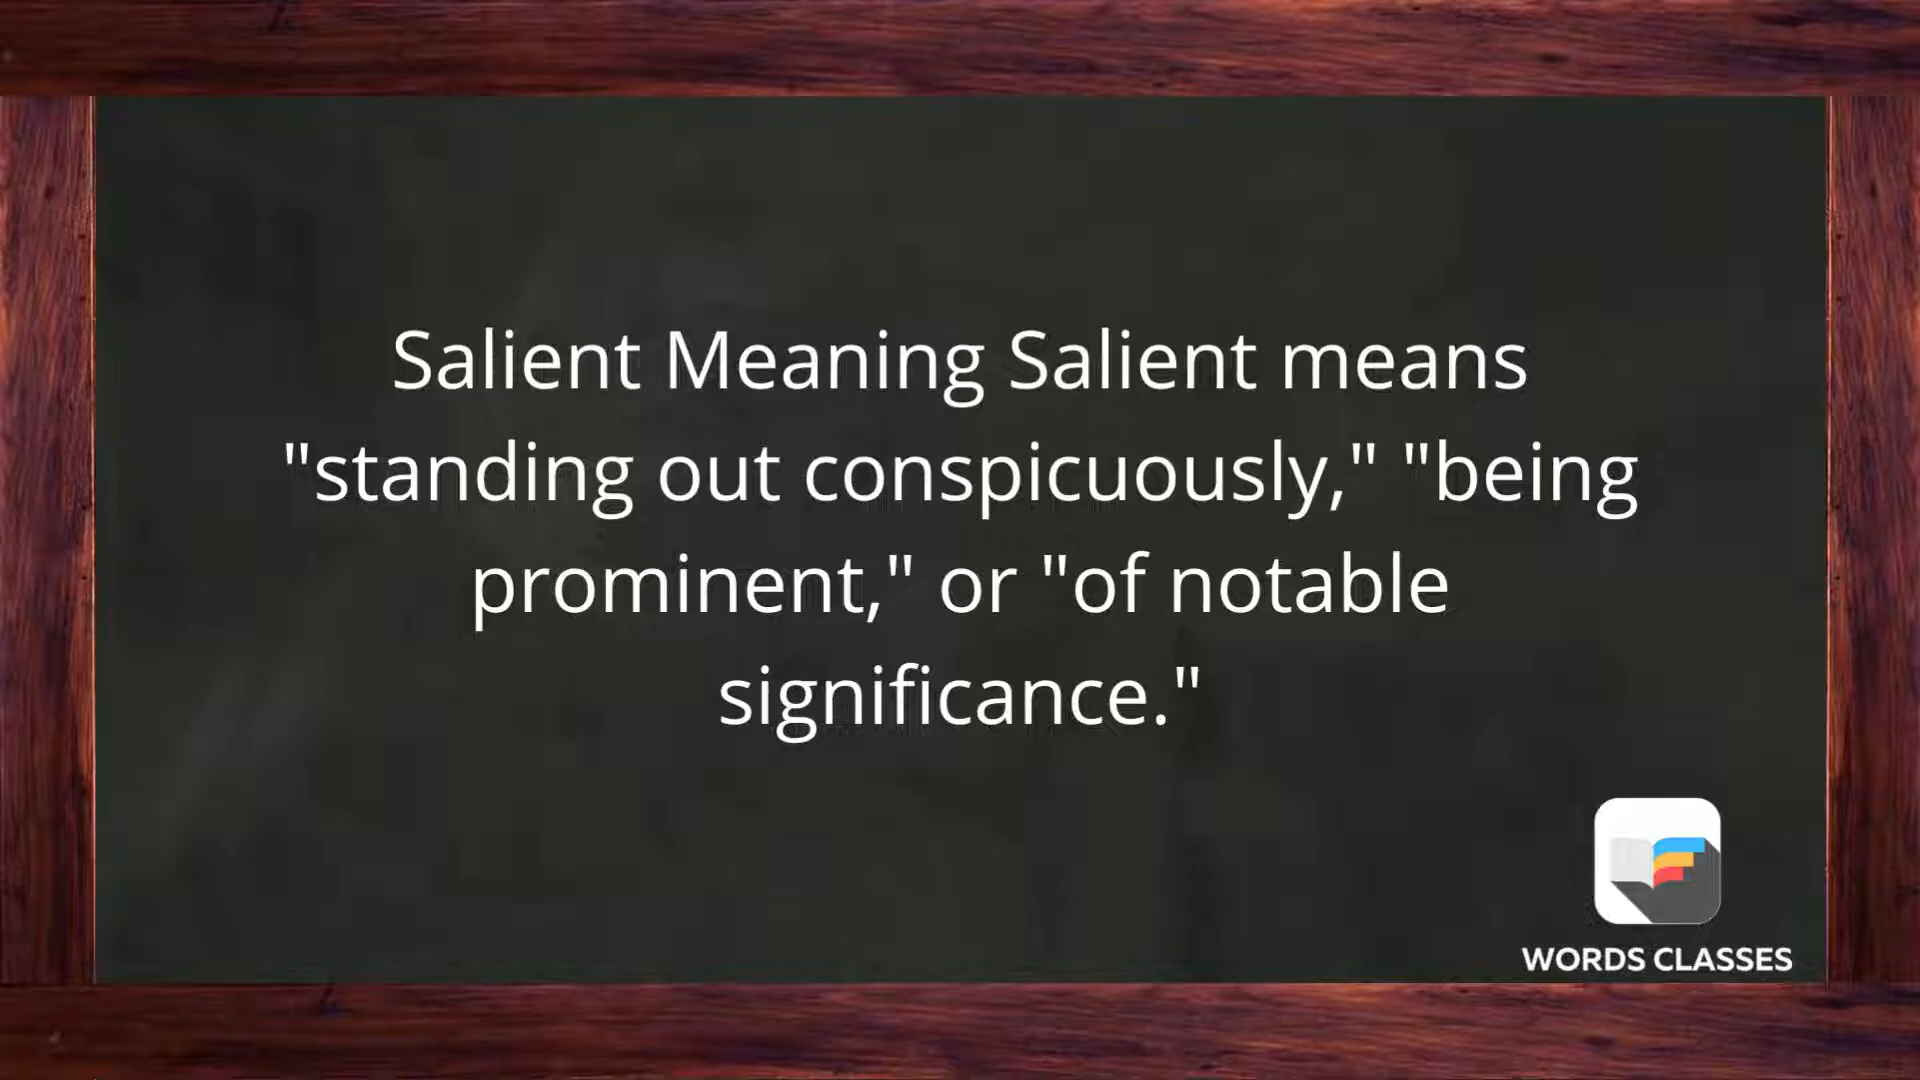 Salient Meaning Salient means
"standing out conspicuously," "being
prominent," or "of notable
significance."
WORDS CLASSES